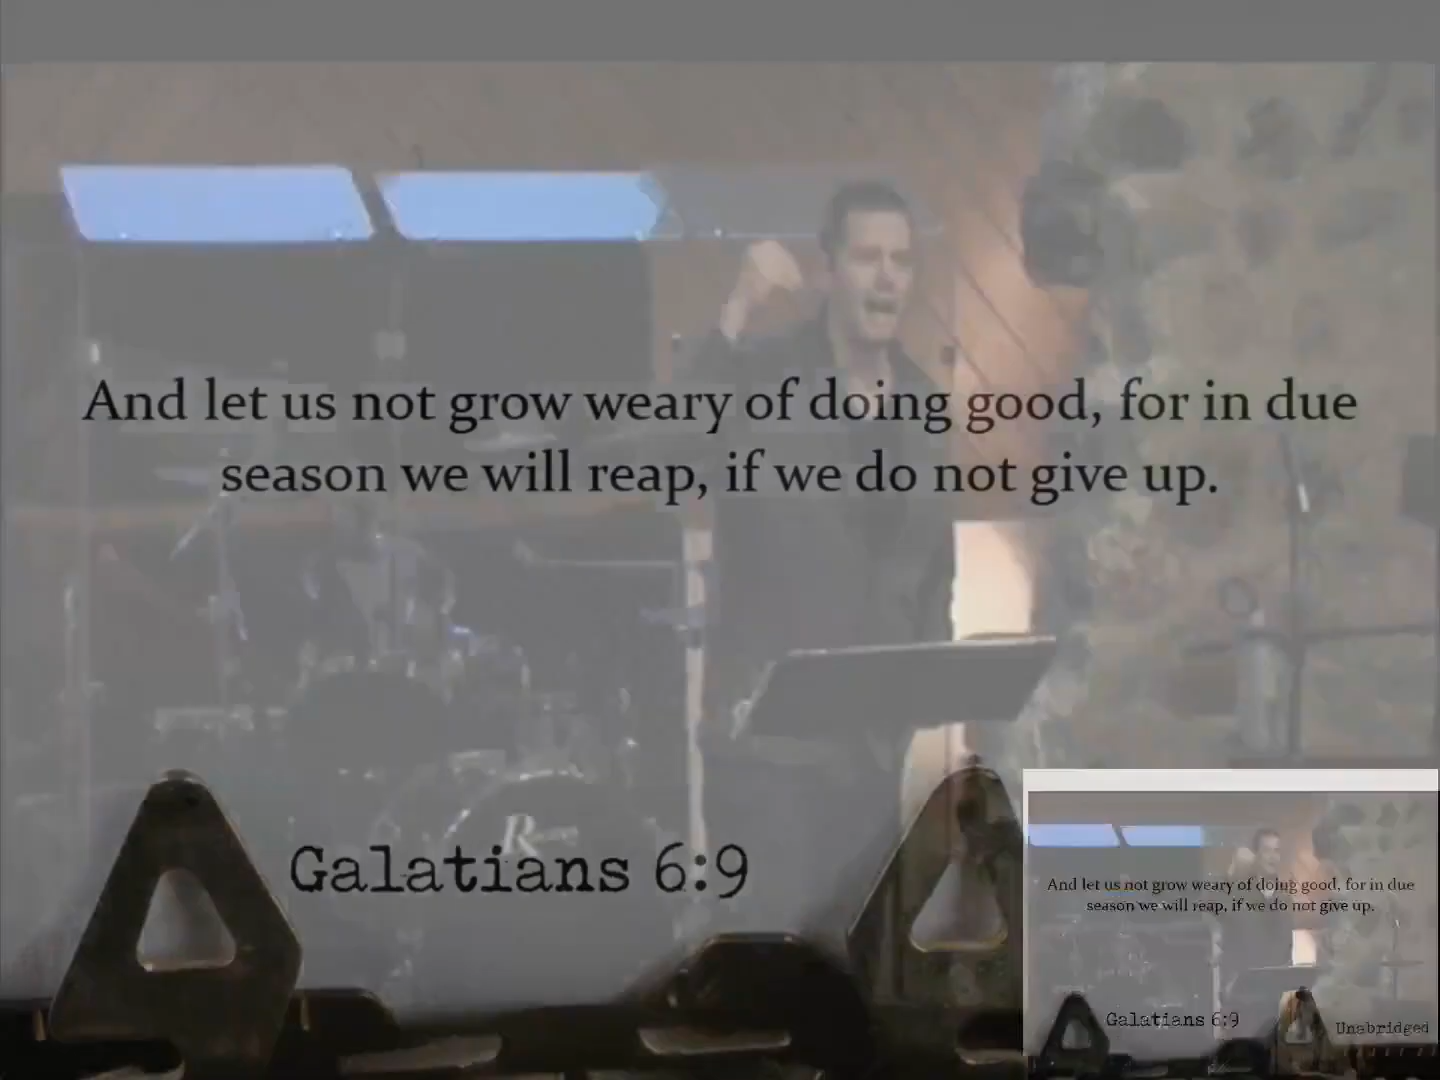 And let us not grow weary of doing good, for in due
season we will reap, if we do not give up.
Galatians 6:9
And let us not grow weary of doing good, for in due
season we will reap, if we do not give up.
Galatians 6:9
Unabridged